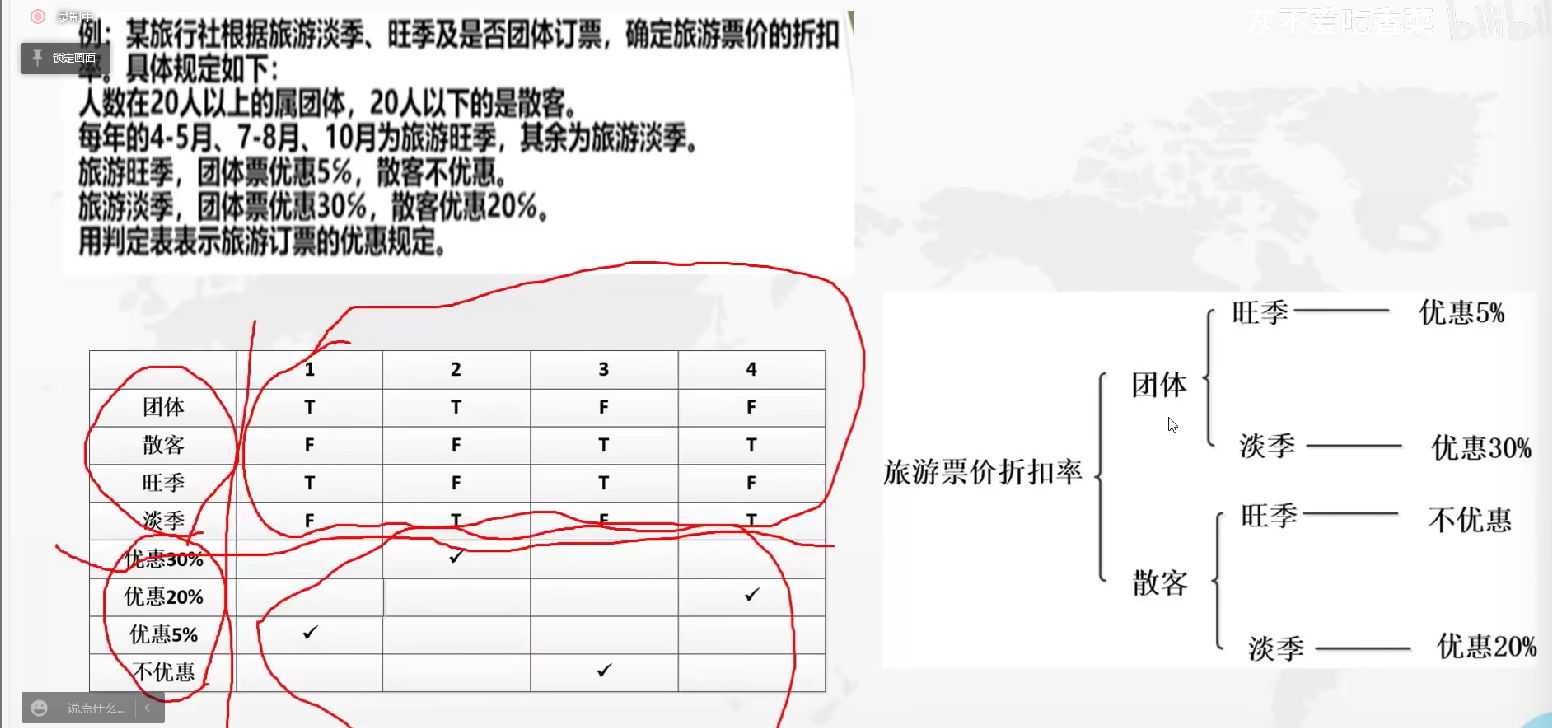 录制中
锁定画面
例：某旅行社根据旅游淡季、旺季及是否团体订票，确定旅游票价的折扣
率。具体规定如下：
人数在20人以上的属团体，20人以下的是散客。
每年的4-5月、7-8月、10月为旅游旺季，其余为旅游淡季。
旅游旺季，团体票优惠5%，散客不优惠。
旅游淡季，团体票优惠30%，散客优惠20%。
用判定表表示旅游订票的优惠规定。
不爱吃香菜 bilibili
1 2 3 4
团体 T T F F
散客 F F T T
旺季 T F T F
淡季 F T F T
优惠30% ✓
优惠20% ✓
优惠5% ✓
不优惠 ✓
旅游票价折扣率
团体
旺季 优惠5%
淡季 优惠30%
散客
旺季 不优惠
淡季 优惠20%
说点什么...